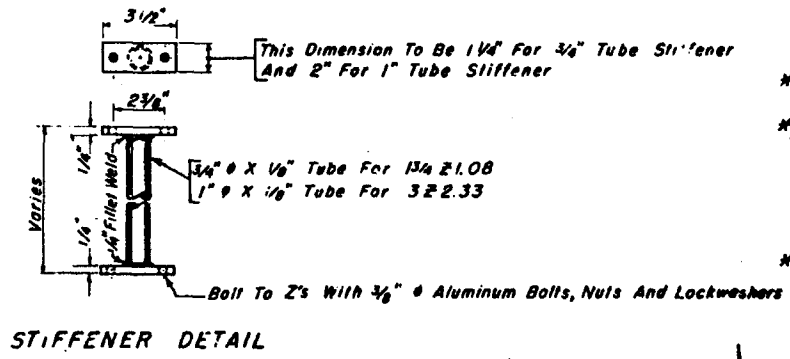 3 1/2"
This Dimension To Be 1 1/4" For 3/4" Tube Stiffener
And 2" For 1" Tube Stiffener
*
2 3/8"
*
1/4"
3/4" ϕ X 1/8" Tube For 1 3/4 Z 1.08
1" ϕ X 1/8" Tube For 3 Z 2.33
Varies
1/4" Fillet Weld
1/4"
*
Bolt To Z's With 3/8" ϕ Aluminum Bolts, Nuts And Lockwashers
STIFFENER DETAIL